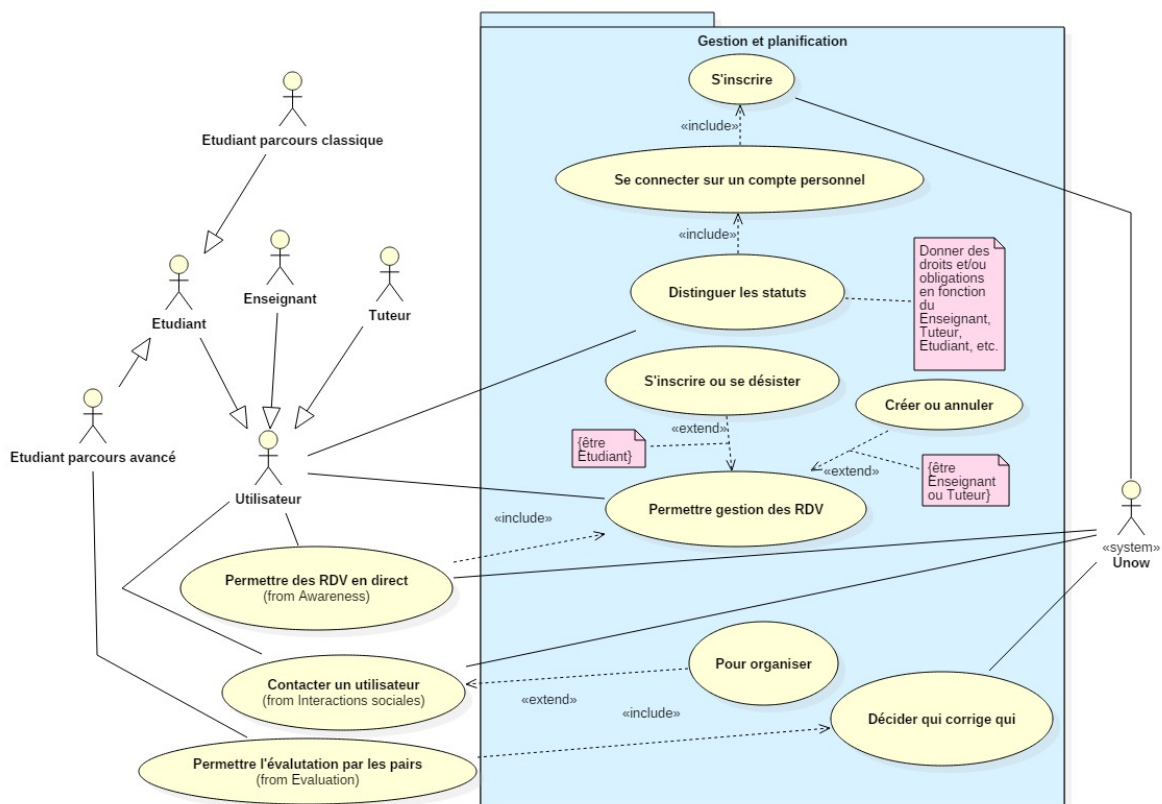 Gestion et planification
S'inscrire
«include»
Etudiant parcours classique
Se connecter sur un compte personnel
«include»
Donner des
droits et/ou
obligations
en fonction
du
Enseignant,
Tuteur,
Etudiant, etc.
Distinguer les statuts
Enseignant
Tuteur
Etudiant
S'inscrire ou se désister
Créer ou annuler
«extend»
{être
Etudiant}
Etudiant parcours avancé
«extend»
{être
Enseignant
ou Tuteur}
Utilisateur
Permettre gestion des RDV
«include»
«system»
Unow
Permettre des RDV en direct
(from Awareness)
Pour organiser
Contacter un utilisateur
(from Interactions sociales)
«extend»
«include»
Décider qui corrige qui
Permettre l'évalutation par les pairs
(from Evaluation)